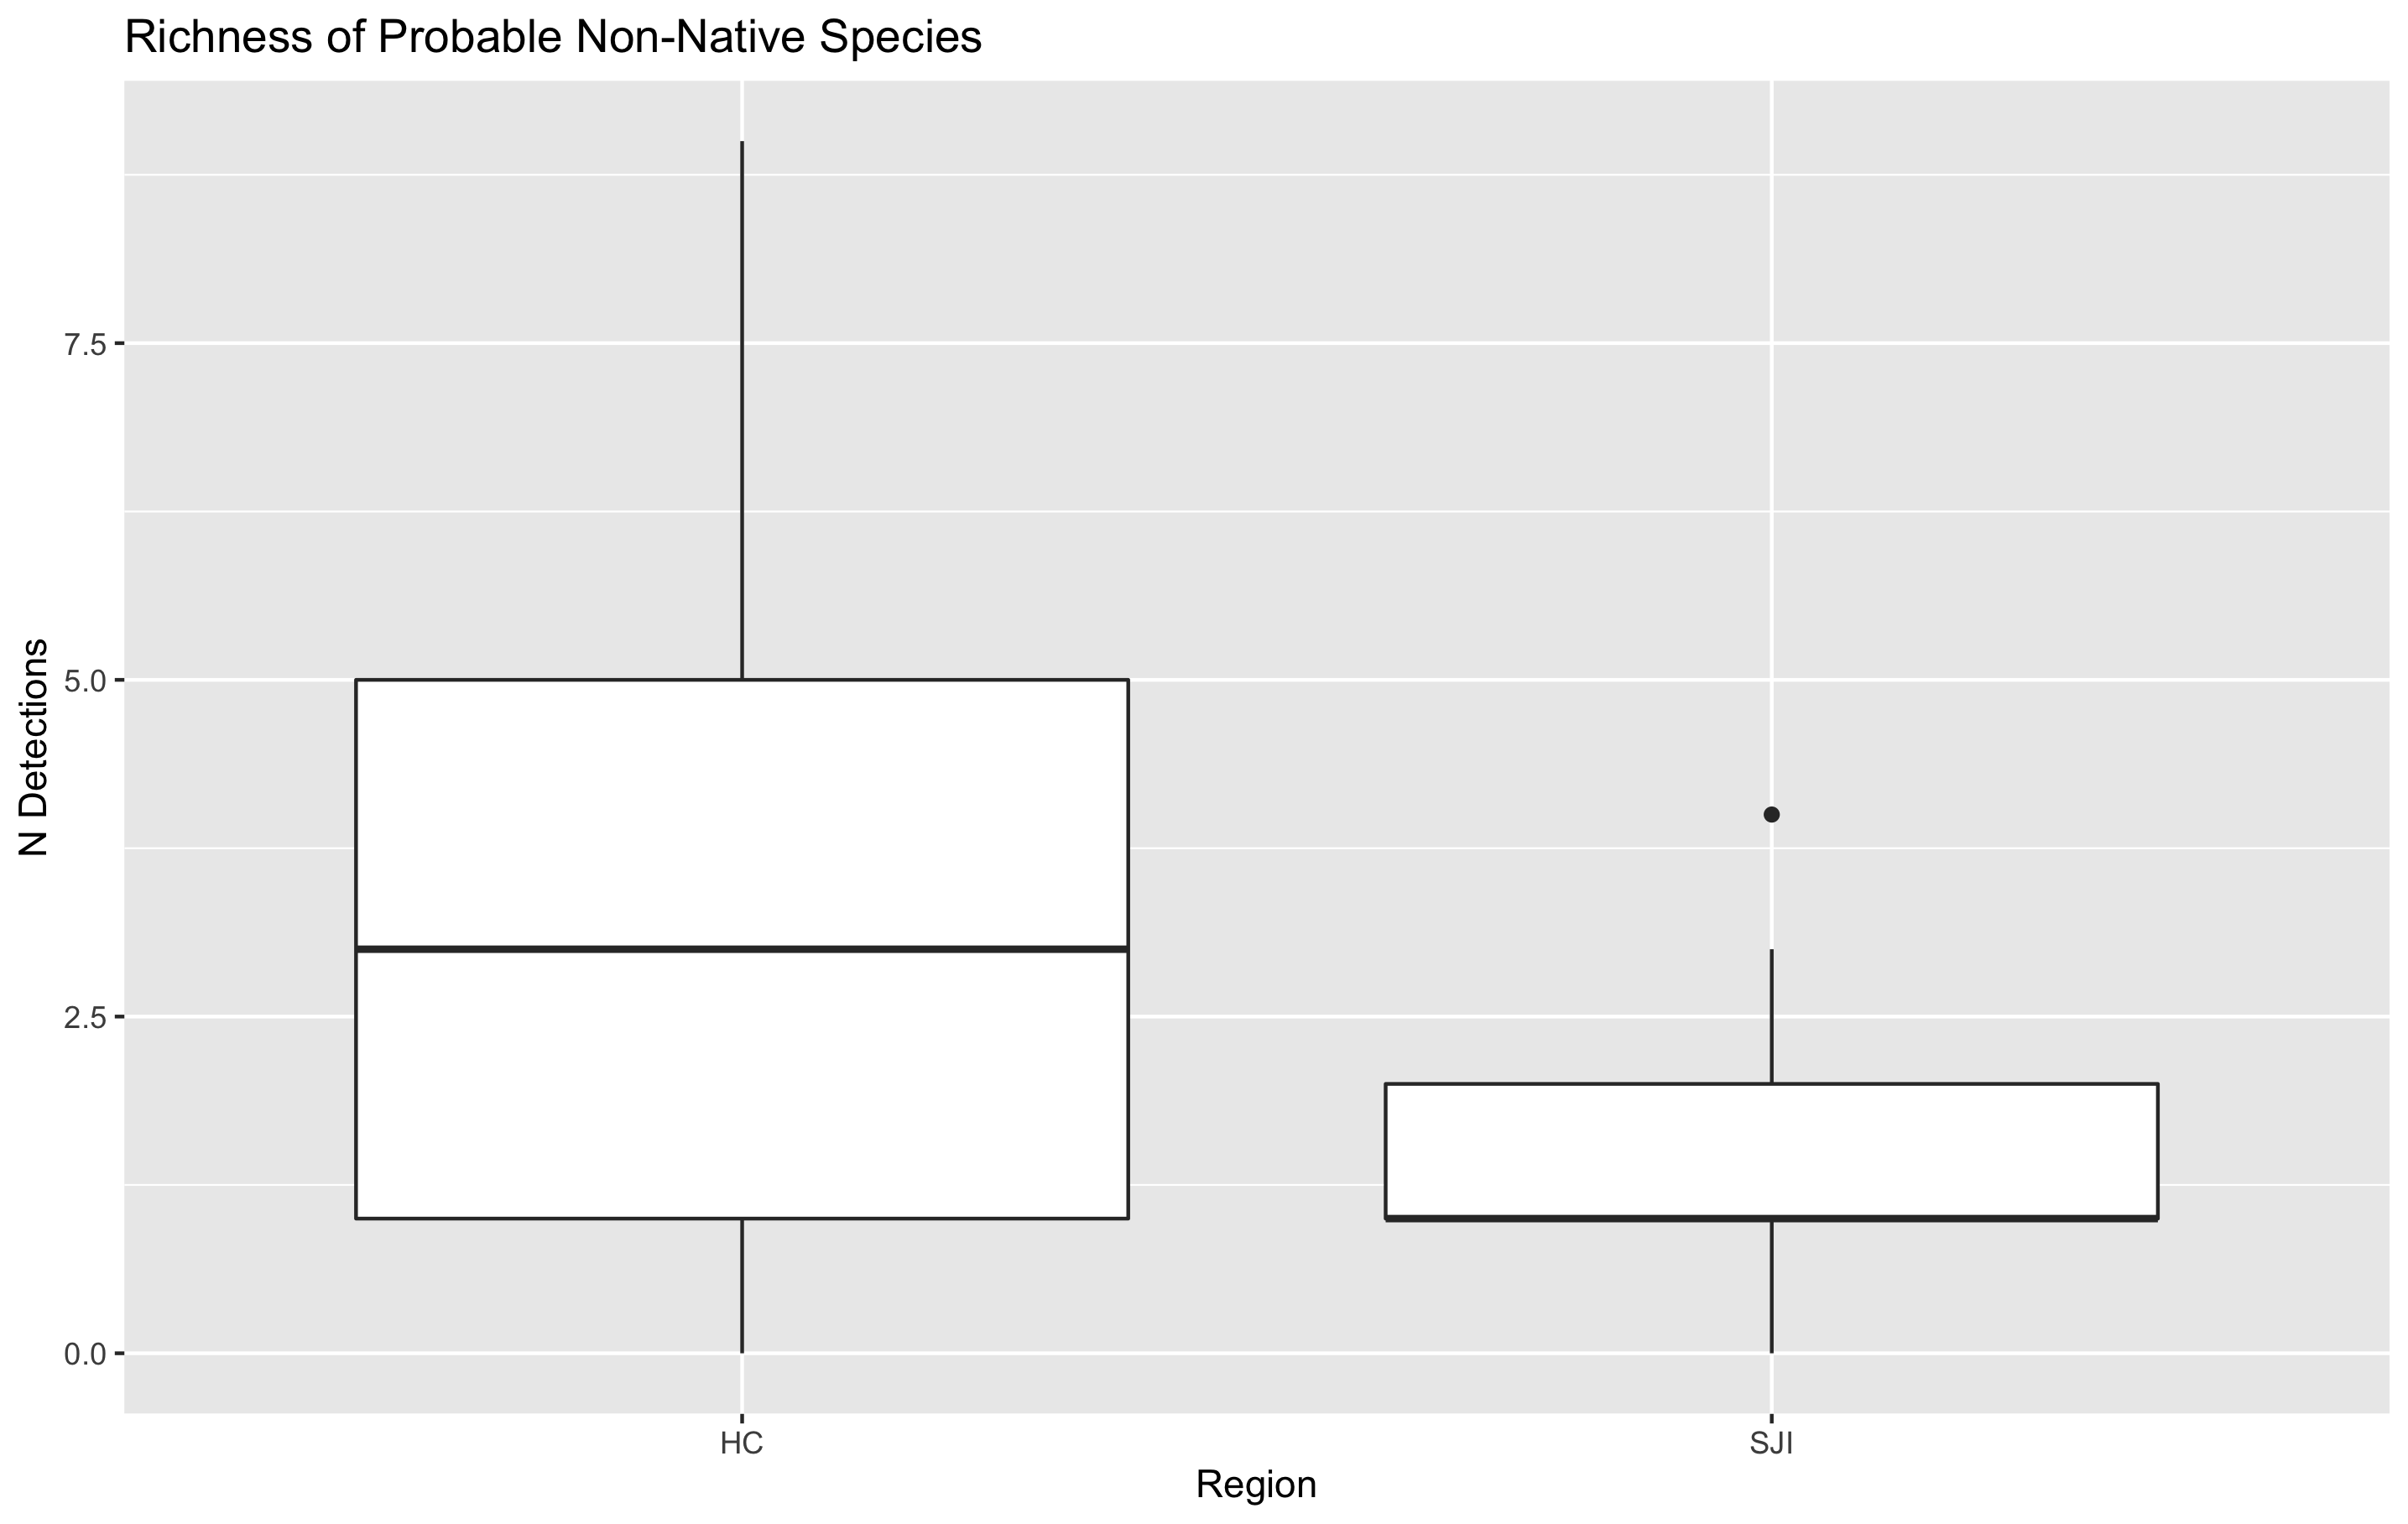 Richness of Probable Non-Native Species
N Detections
7.5
5.0
2.5
0.0
HC
SJI
Region